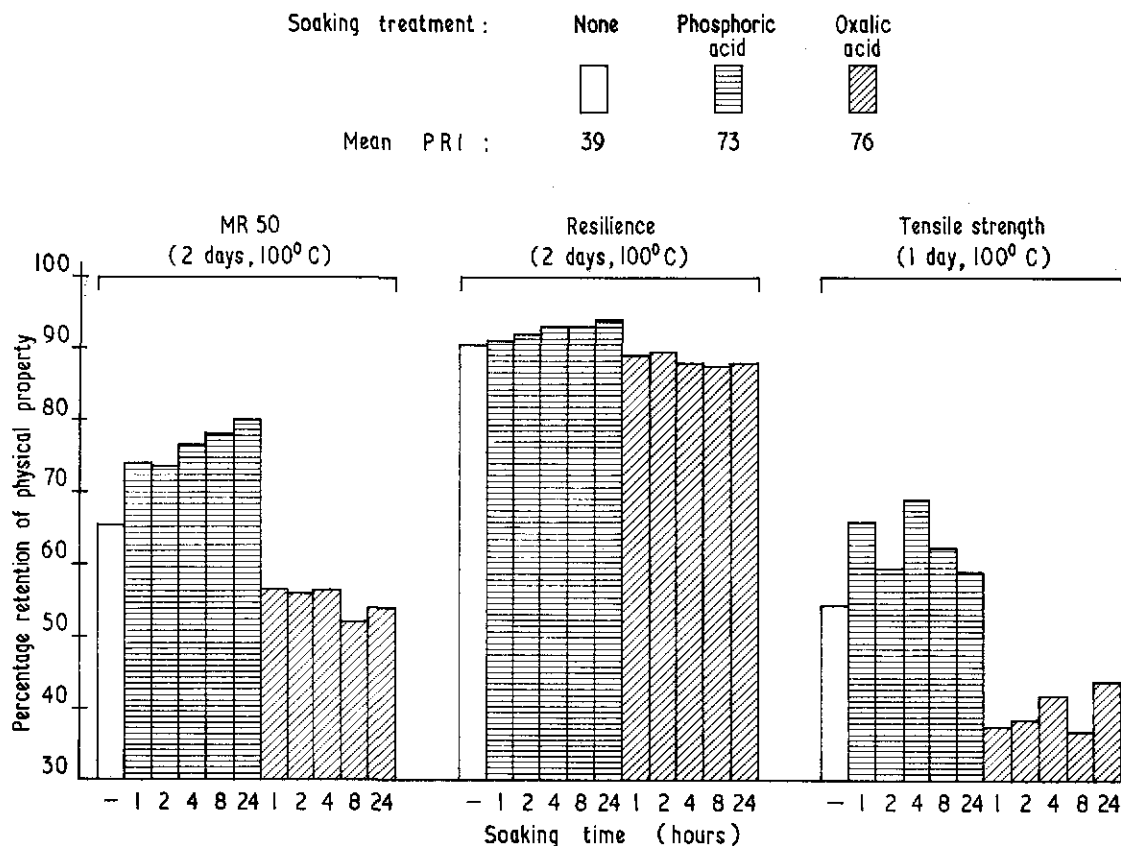 Soaking treatment : None Phosphoric acid Oxalic acid
Mean PRI : 39 73 76
MR 50
(2 days, 100⁰ C)
Resilience
(2 days, 100⁰ C)
Tensile strength
(1 day, 100⁰ C)
Percentage retention of physical property
100
90
80
70
60
50
40
30
– 1 2 4 8 24 1 2 4 8 24
– 1 2 4 8 24 1 2 4 8 24
– 1 2 4 8 24 1 2 4 8 24
Soaking time (hours)